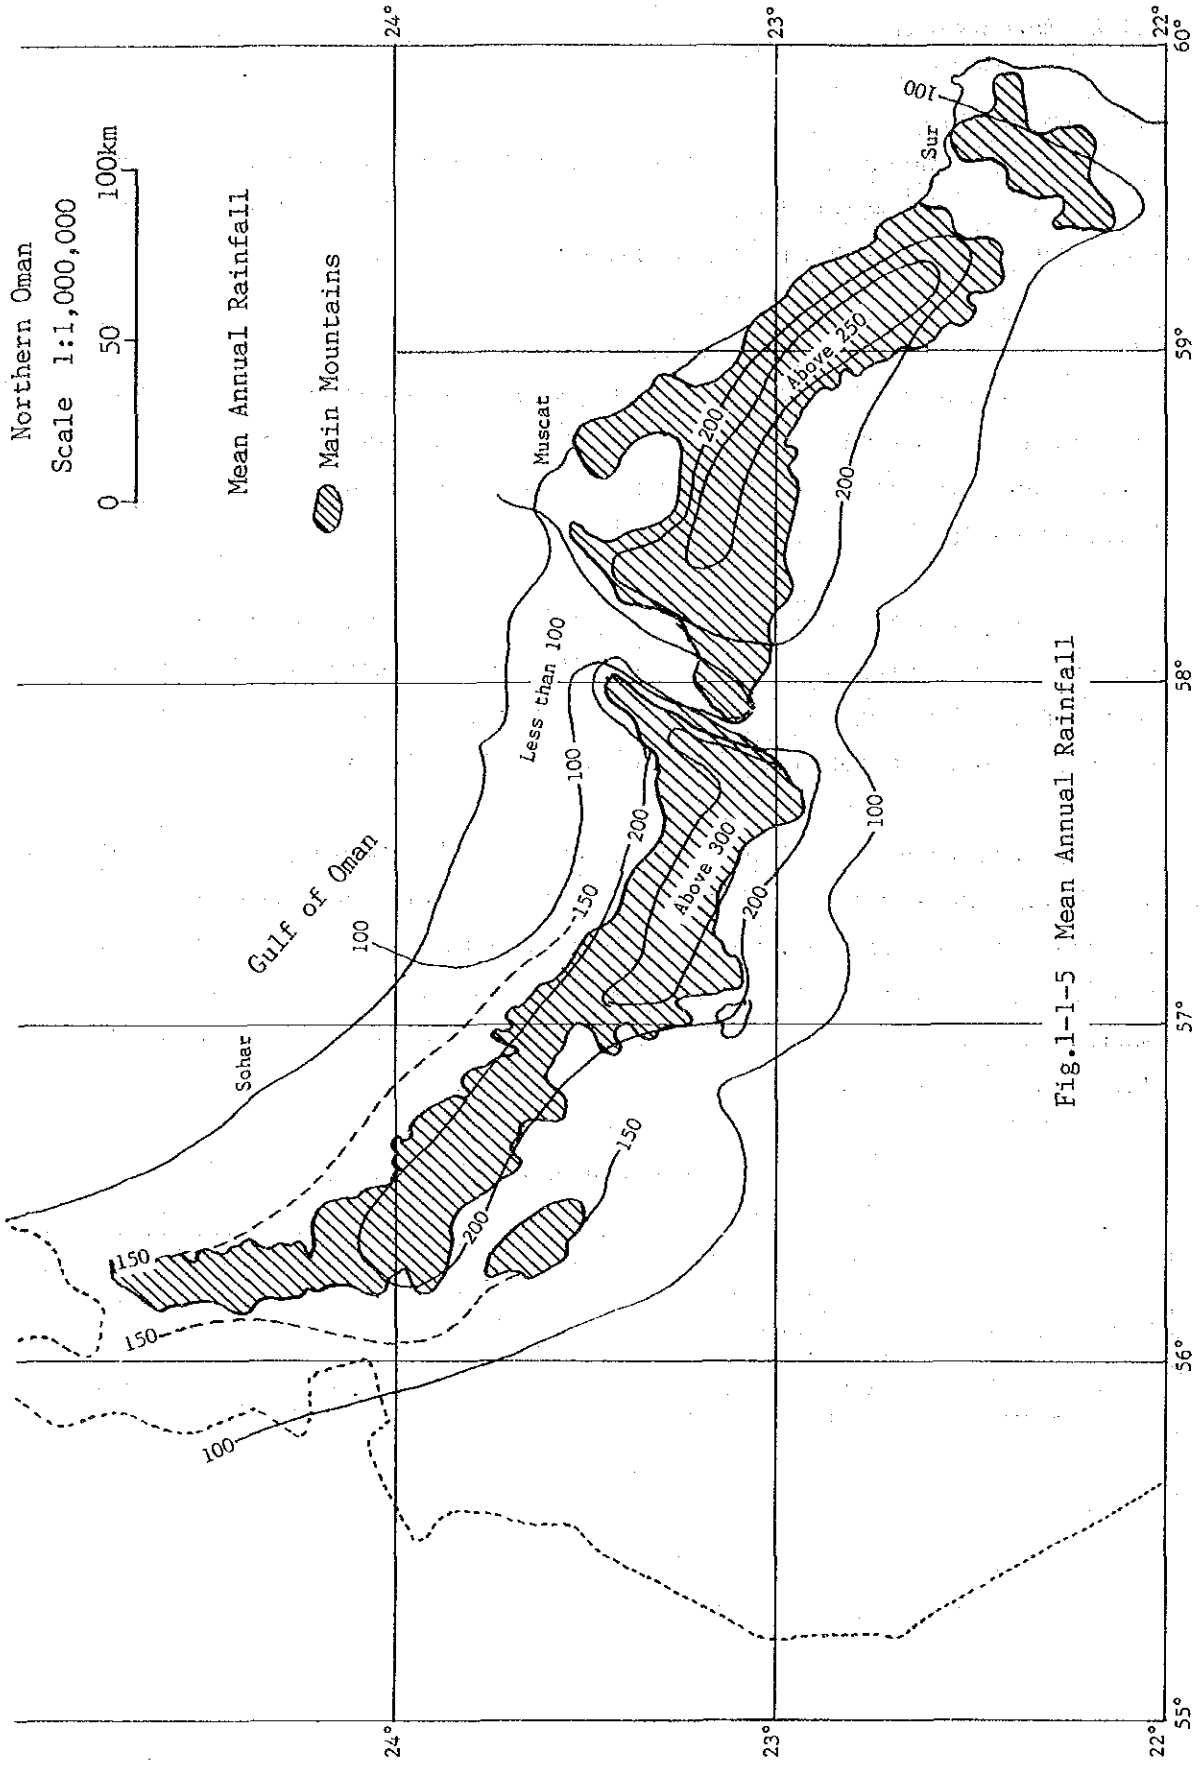 Northern Oman
Scale 1:1,000,000
0 50 100km
Mean Annual Rainfall
Main Mountains
24°
23°
22°
24°
23°
22°
55°
56°
57°
58°
59°
60°
Gulf of Oman
Sohar
Muscat
Sur
Less than 100
Above 300
Above 250
150
150
150
150
100
100
100
100
100
200
200
200
200
200
Fig.1-1-5 Mean Annual Rainfall